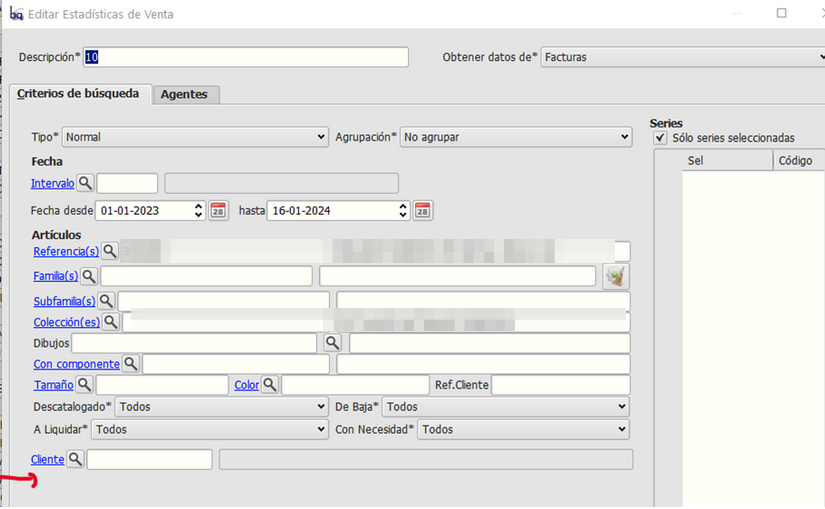 bq Editar Estadísticas de Venta
Descripción* 10 Obtener datos de* Facturas
Criterios de búsqueda Agentes
Tipo* Normal Agrupación* No agrupar
Series
Sólo series seleccionadas
Sel Código
Fecha
Intervalo
Fecha desde 01-01-2023 28 hasta 16-01-2024 28
Artículos
Referencia(s)
Familia(s)
Subfamilia(s)
Colección(es)
Dibujos
Con componente
Tamaño Color Ref.Cliente
Descatalogado* Todos De Baja* Todos
A Liquidar* Todos Con Necesidad* Todos
Cliente